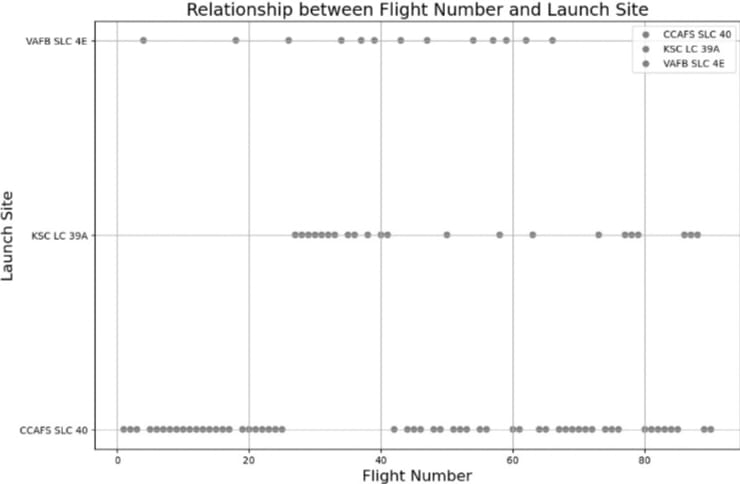 Relationship between Flight Number and Launch Site
VAFB SLC 4E
CCAFS SLC 40
KSC LC 39A
VAFB SLC 4E
Launch Site
KSC LC 39A
CCAFS SLC 40
0 20 40 60 80
Flight Number